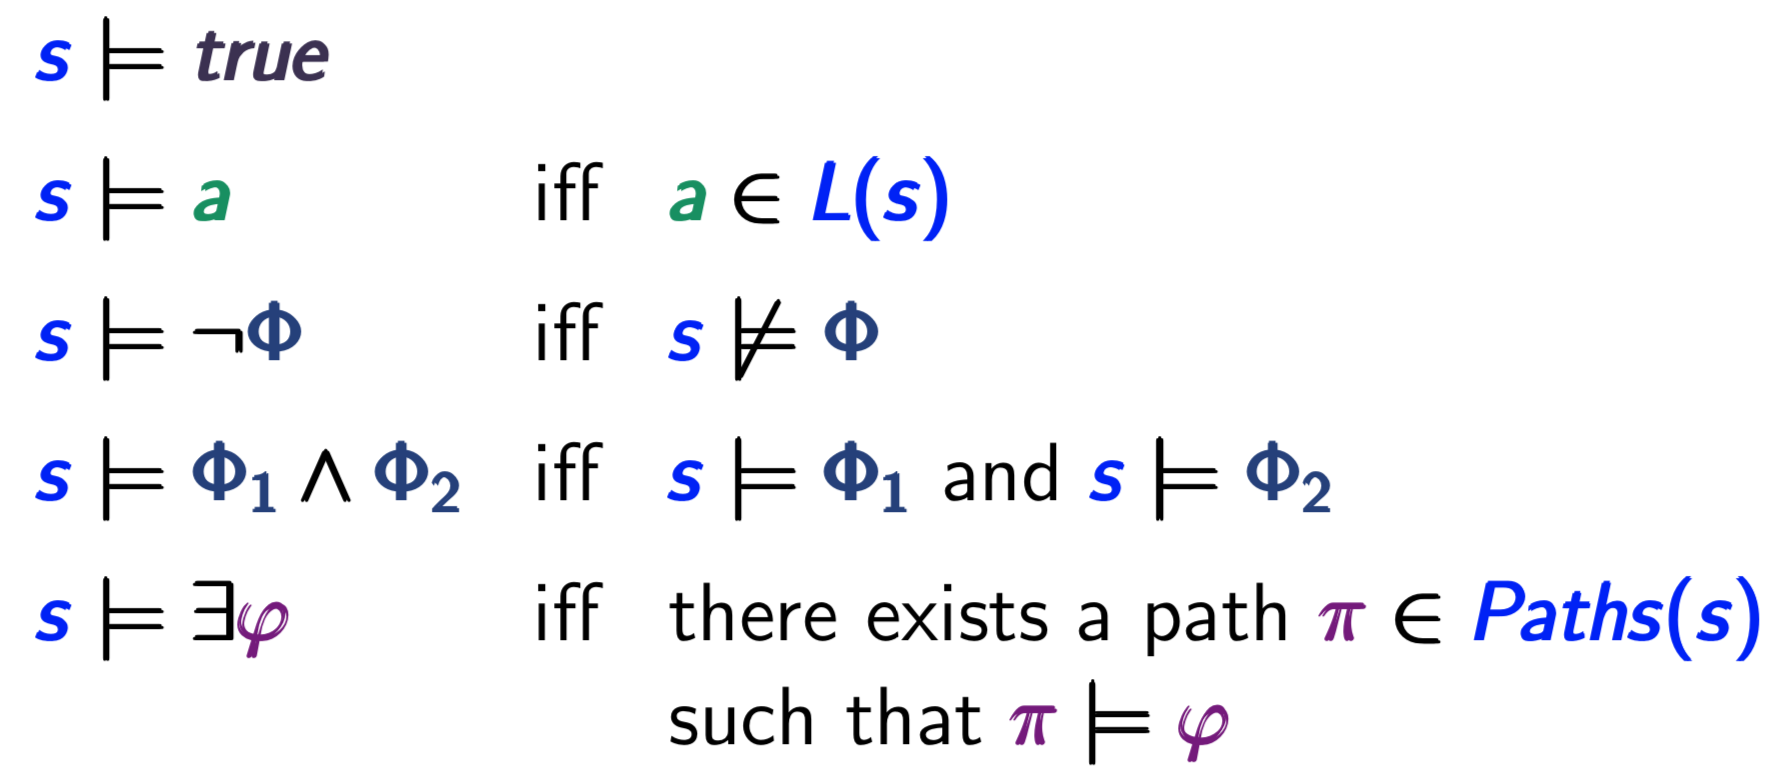 s ⊨ true
s ⊨ a iff a ∈ L(s)
s ⊨ ¬Φ iff s ⊭ Φ
s ⊨ Φ₁ ∧ Φ₂ iff s ⊨ Φ₁ and s ⊨ Φ₂
s ⊨ ∃φ iff there exists a path π ∈ Paths(s)
such that π ⊨ φ